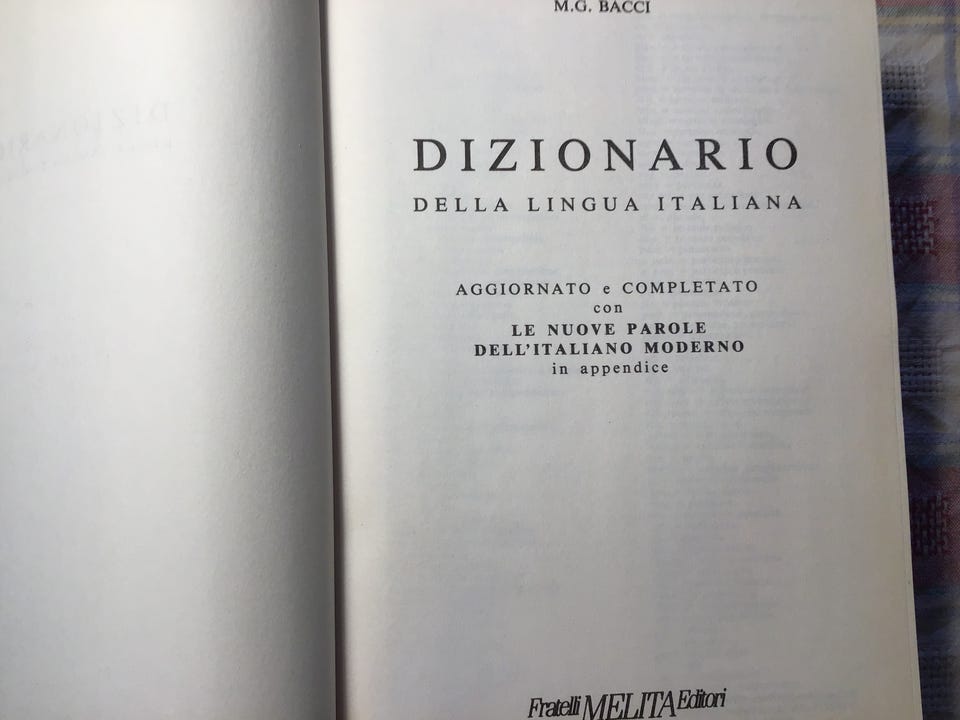 M.G. BACCI
DIZIONARIO
DELLA LINGUA ITALIANA
AGGIORNATO e COMPLETATO
con
LE NUOVE PAROLE
DELL'ITALIANO MODERNO
in appendice
Fratelli MELITA Editori